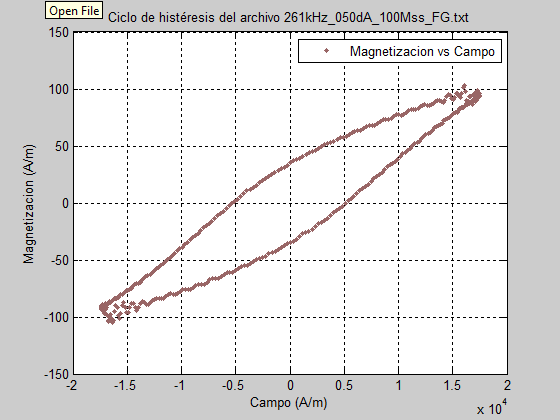 Open File
Ciclo de histéresis del archivo 261kHz_050dA_100Mss_FG.txt
Magnetizacion vs Campo
150
100
50
0
-50
-100
-150
Magnetizacion (A/m)
-2
-1.5
-1
-0.5
0
0.5
1
1.5
2
x 10^4
Campo (A/m)